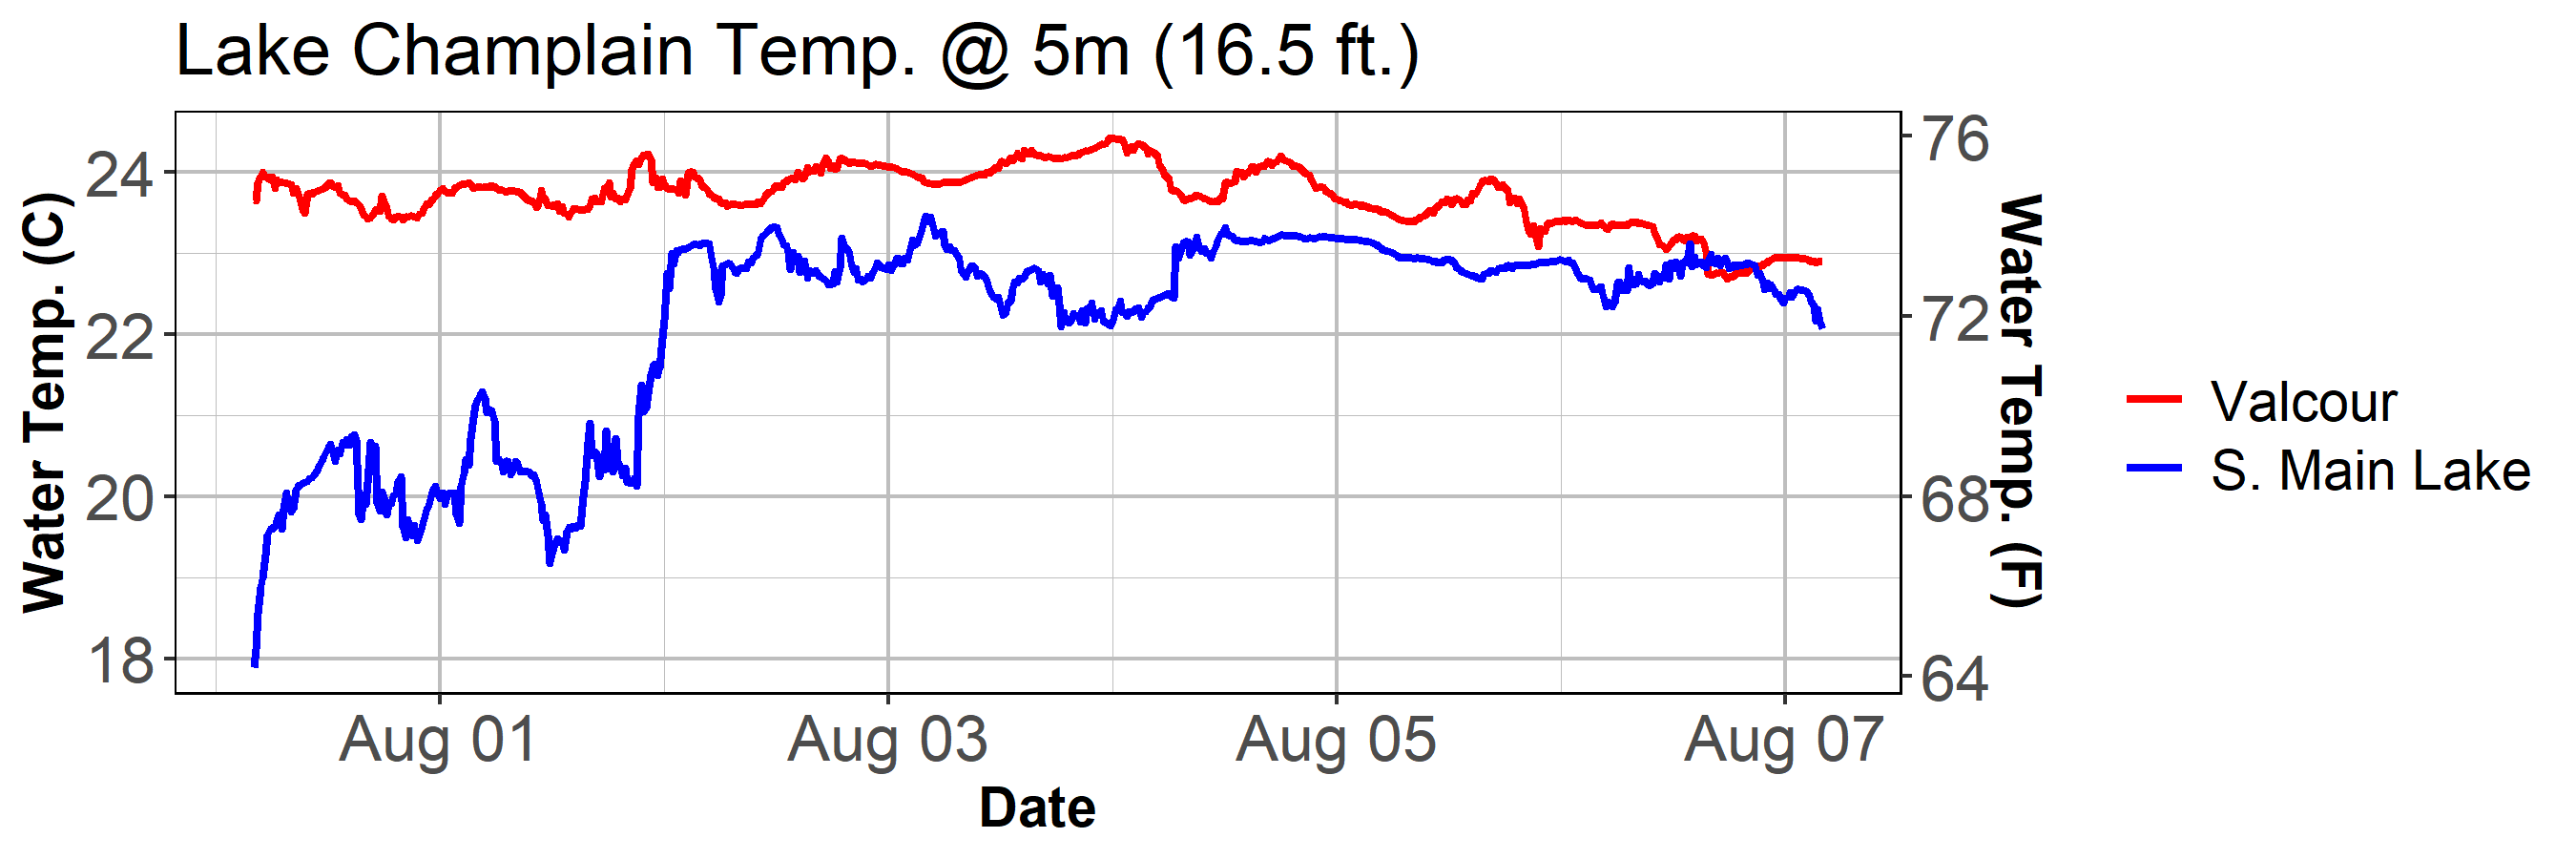 Lake Champlain Temp. @ 5m (16.5 ft.)
Water Temp. (C)
24
22
20
18
76
72
68
64
Water Temp. (F)
Aug 01
Aug 03
Aug 05
Aug 07
Date
Valcour
S. Main Lake